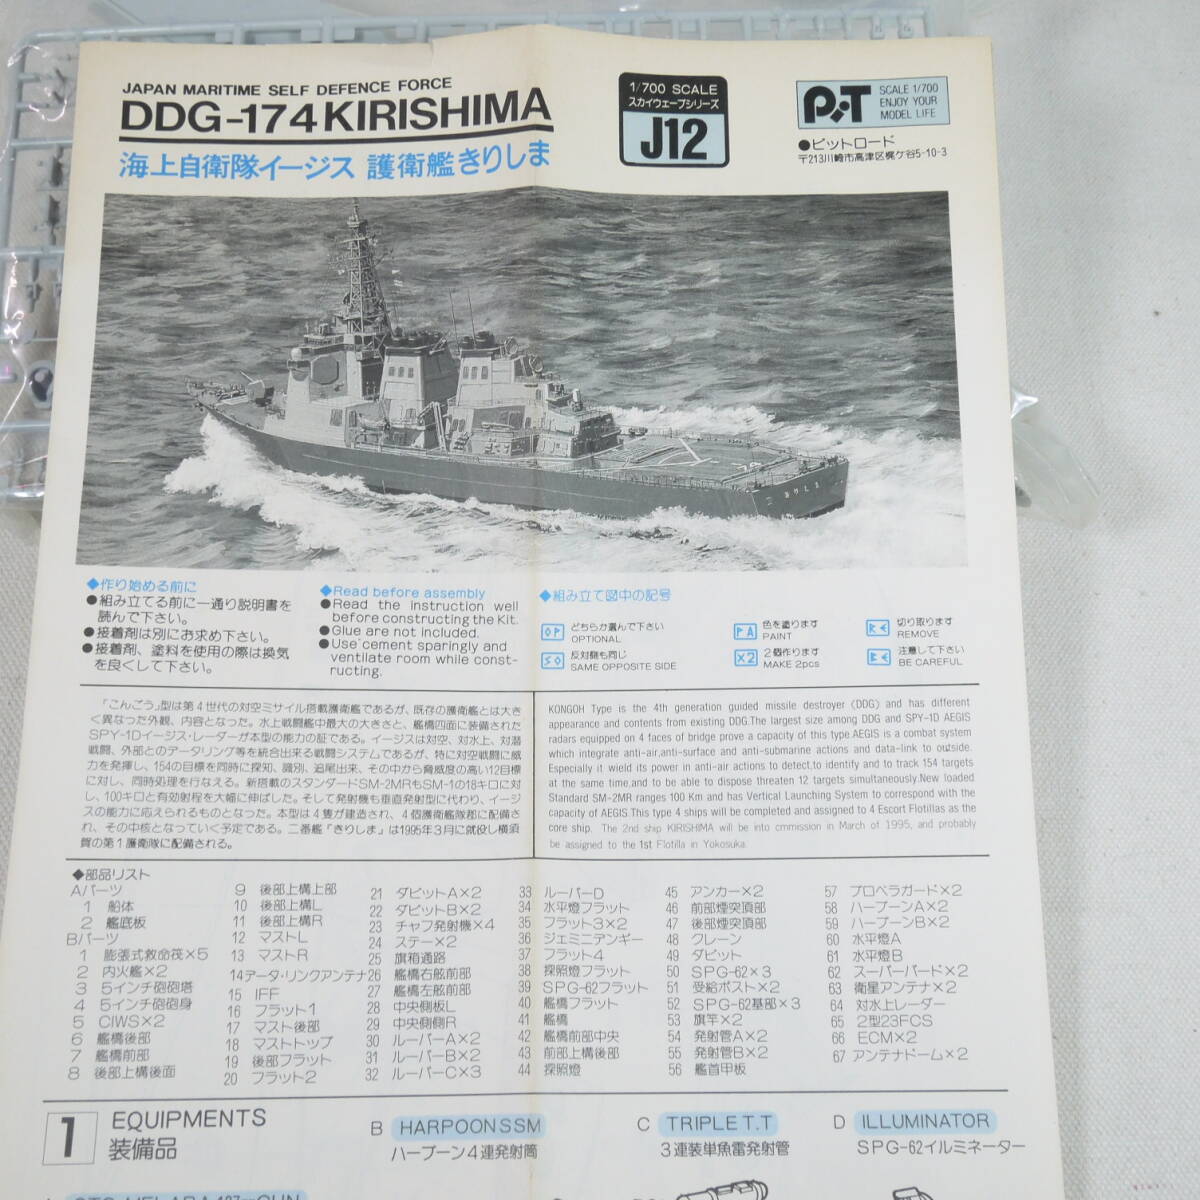 JAPAN MARITIME SELF DEFENCE FORCE
DDG-174 KIRISHIMA
海上自衛隊イージス 護衛艦きりしま
1/700 SCALE
スカイウェーブシリーズ
J12
PiT
SCALE 1/700
ENJOY YOUR
MODEL LIFE
●ピットロード
〒213川崎市高津区梶ケ谷5-10-3
きりしま
◆作り始める前に
●組み立てる前に一通り説明書を
読んで下さい。
●接着剤は別にお求め下さい。
●接着剤、塗料を使用の際は換気
を良くして下さい。
◆Read before assembly
●Read the instruction well
before constructing the Kit.
●Glue are not included.
●Use cement sparingly and
ventilate room while const-
ructing.
◆組み立て図中の記号
OP どちらか選んで下さい
OPTIONAL
SO 反対側も同じ
SAME OPPOSITE SIDE
PA 色を塗ります
PAINT
X2 2個作ります
MAKE 2pcs
RE 切り取ります
REMOVE
BE 注意して下さい
BE CAREFUL
「こんごう」型は第4世代の対空ミサイル搭載護衛艦であるが、既存の護衛艦とは大き
く異なった外観、内容となった。水上戦闘艦中最大の大きさと、艦橋四面に装備された
SPY-1Dイージス・レーダーが本型の能力の証である。イージスは対空、対水上、対潜
戦闘、外部とのデータリング等を統合出来る戦闘システムであるが、特に対空戦闘に威
力を発揮し、154の目標を同時に探知、識別、追尾出来、その中から脅威度の高い12目標
に対し、同時処理を行なえる。新搭載のスタンダードSM-2MRもSM-1の18キロに対
し、100キロと有効射程を大幅に伸ばした。そして発射機も垂直発射型に代わり、イージ
スの能力に応えられるものとなった。本型は4隻が建造され、4個護衛艦隊郡に配備さ
れ、その中核となっていく予定である。二番艦「きりしま」は1995年3月に就役し横須
賀の第1護衛隊に配備される。
KONGOH Type is the 4th generation guided missile destroyer (DDG) and has different
appearance and contents from existing DDG.The largest size among DDG and SPY-1D AEGIS
radars equipped on 4 faces of bridge prove a capacity of this type.AEGIS is a combat system
which integrate anti-air,anti-surface and anti-submarine actions and data-link to outside.
Especially it wield its power in anti-air actions to detect,to identify and to track 154 targets
at the same time,and to be able to dispose threaten 12 targets simultaneously.New loaded
Standard SM-2MR ranges 100 Km and has Vertical Launching System to correspond with the
capacity of AEGIS.This type 4 ships will be completed and assigned to 4 Escort Flotillas as the
core ship. The 2nd ship KIRISHIMA will be into cmmission in March of 1995, and probably
be assigned to the 1st Flotilla in Yokosuka.
◆部品リスト
Aパーツ
1 船体
2 艦底板
Bパーツ
1 膨張式救命筏×5
2 内火艇×2
3 5インチ砲砲塔
4 5インチ砲砲身
5 CIWS×2
6 艦橋後部
7 艦橋前部
8 後部上構後面
9 後部上構上部
10 後部上構L
11 後部上構R
12 マストL
13 マストR
14 データ・リンクアンテナ
15 IFF
16 フラット1
17 マスト後部
18 マストトップ
19 後部フラット
20 フラット2
21 ダビットA×2
22 ダビットB×2
23 チャフ発射機×4
24 ステー×2
25 旗箱通路
26 艦橋右舷前部
27 艦橋左舷前部
28 中央側板L
29 中央側側R
30 ルーバーA×2
31 ルーバーB×2
32 ルーバーC×3
33 ルーバーD
34 水平燈フラット
35 フラット3×2
36 ジェミニデンギー
37 フラット4
38 探照燈フラット
39 SPG-62フラット
40 艦橋フラット
41 艦橋
42 艦橋前部中央
43 前部上構後部
44 探照燈
45 アンカー×2
46 前部煙突頂部
47 後部煙突頂部
48 クレーン
49 ダビット
50 SPG-62×3
51 受給ポスト×2
52 SPG-62基部×3
53 旗竿×2
54 発射管A×2
55 発射管B×2
56 艦首甲板
57 プロペラガード×2
58 ハープーンA×2
59 ハープーンB×2
60 水平燈A
61 水平燈B
62 スーパーバード×2
63 衛星アンテナ×2
64 対水上レーダー
65 2型23FCS
66 ECM×2
67 アンテナドーム×2
1 EQUIPMENTS
装備品
B HARPOON SSM
ハープーン4連発射筒
C TRIPLE T.T
3連装単魚雷発射管
D ILLUMINATOR
SPG-62イルミネーター